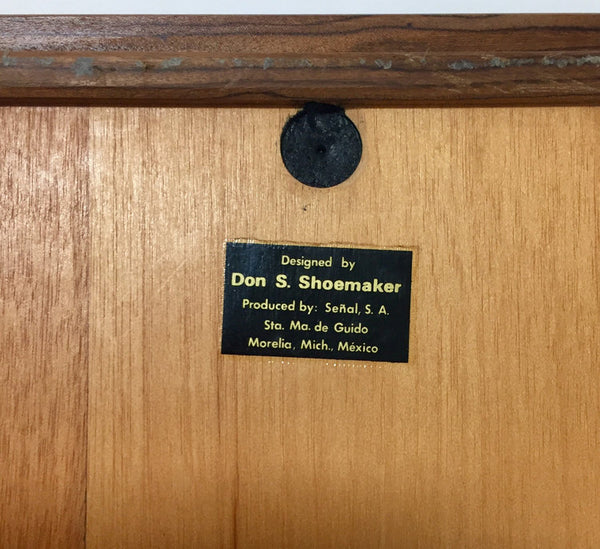 Designed by
Don S. Shoemaker
Produced by: Señal, S. A.
Sta. Ma. de Guido
Morelia, Mich., México